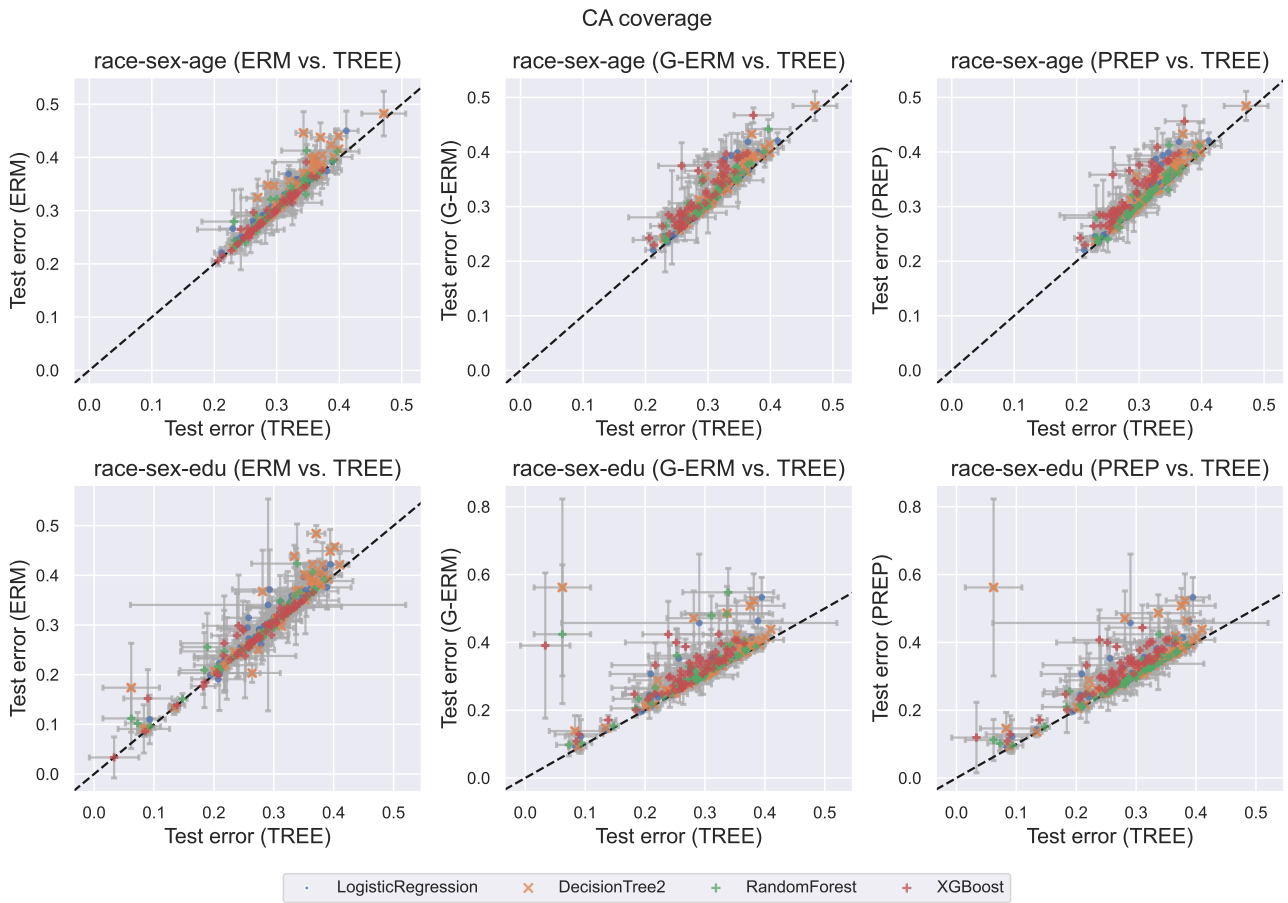 CA coverage
race-sex-age (ERM vs. TREE)
race-sex-age (G-ERM vs. TREE)
race-sex-age (PREP vs. TREE)
Test error (ERM)
0.5
0.4
0.3
0.2
0.1
0.0
0.0 0.1 0.2 0.3 0.4 0.5
Test error (TREE)
Test error (G-ERM)
0.5
0.4
0.3
0.2
0.1
0.0
0.0 0.1 0.2 0.3 0.4 0.5
Test error (TREE)
Test error (PREP)
0.5
0.4
0.3
0.2
0.1
0.0
0.0 0.1 0.2 0.3 0.4 0.5
Test error (TREE)
race-sex-edu (ERM vs. TREE)
race-sex-edu (G-ERM vs. TREE)
race-sex-edu (PREP vs. TREE)
Test error (ERM)
0.5
0.4
0.3
0.2
0.1
0.0
0.0 0.1 0.2 0.3 0.4 0.5
Test error (TREE)
Test error (G-ERM)
0.8
0.6
0.4
0.2
0.0
0.0 0.1 0.2 0.3 0.4 0.5
Test error (TREE)
Test error (PREP)
0.8
0.6
0.4
0.2
0.0
0.0 0.1 0.2 0.3 0.4 0.5
Test error (TREE)
LogisticRegression DecisionTree2 RandomForest XGBoost